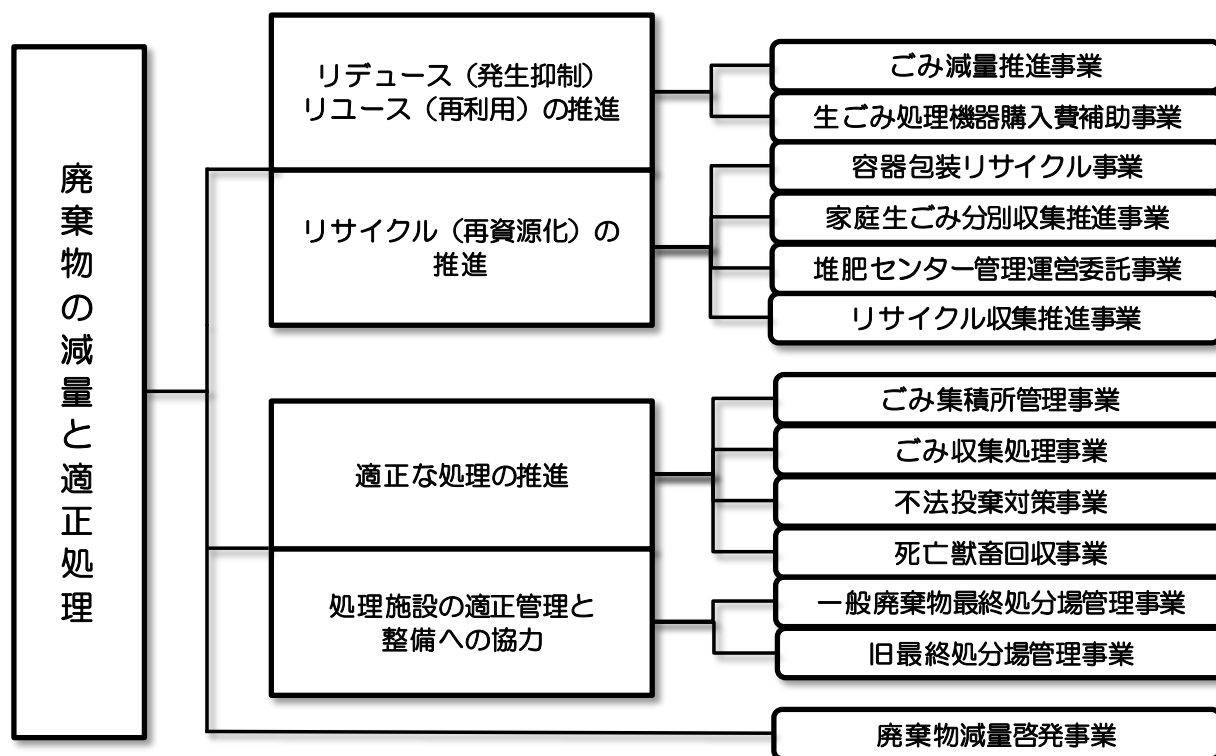 廃棄物の減量と適正処理
リデュース（発生抑制）
リユース（再利用）の推進
ごみ減量推進事業
生ごみ処理機器購入費補助事業
リサイクル（再資源化）の
推進
容器包装リサイクル事業
家庭生ごみ分別収集推進事業
堆肥センター管理運営委託事業
リサイクル収集推進事業
適正な処理の推進
ごみ集積所管理事業
ごみ収集処理事業
不法投棄対策事業
死亡獣畜回収事業
処理施設の適正管理と
整備への協力
一般廃棄物最終処分場管理事業
旧最終処分場管理事業
廃棄物減量啓発事業